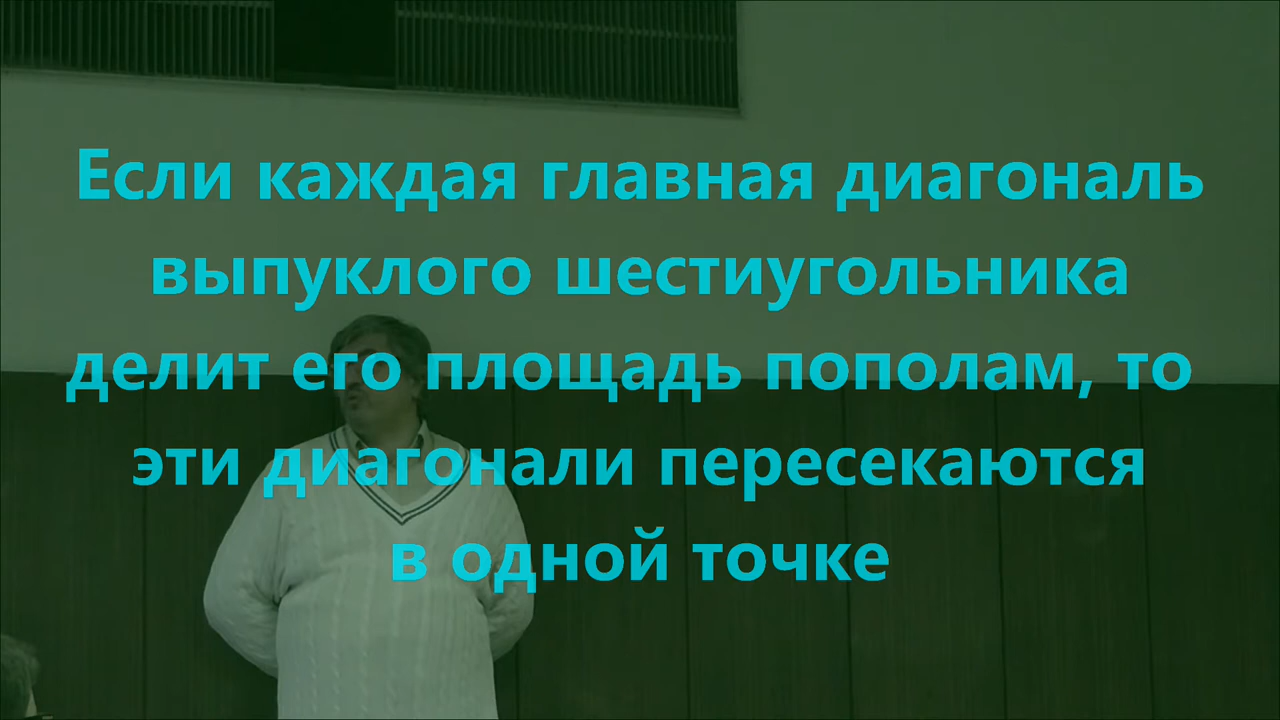 Если каждая главная диагональ
выпуклого шестиугольника
делит его площадь пополам, то
эти диагонали пересекаются
в одной точке